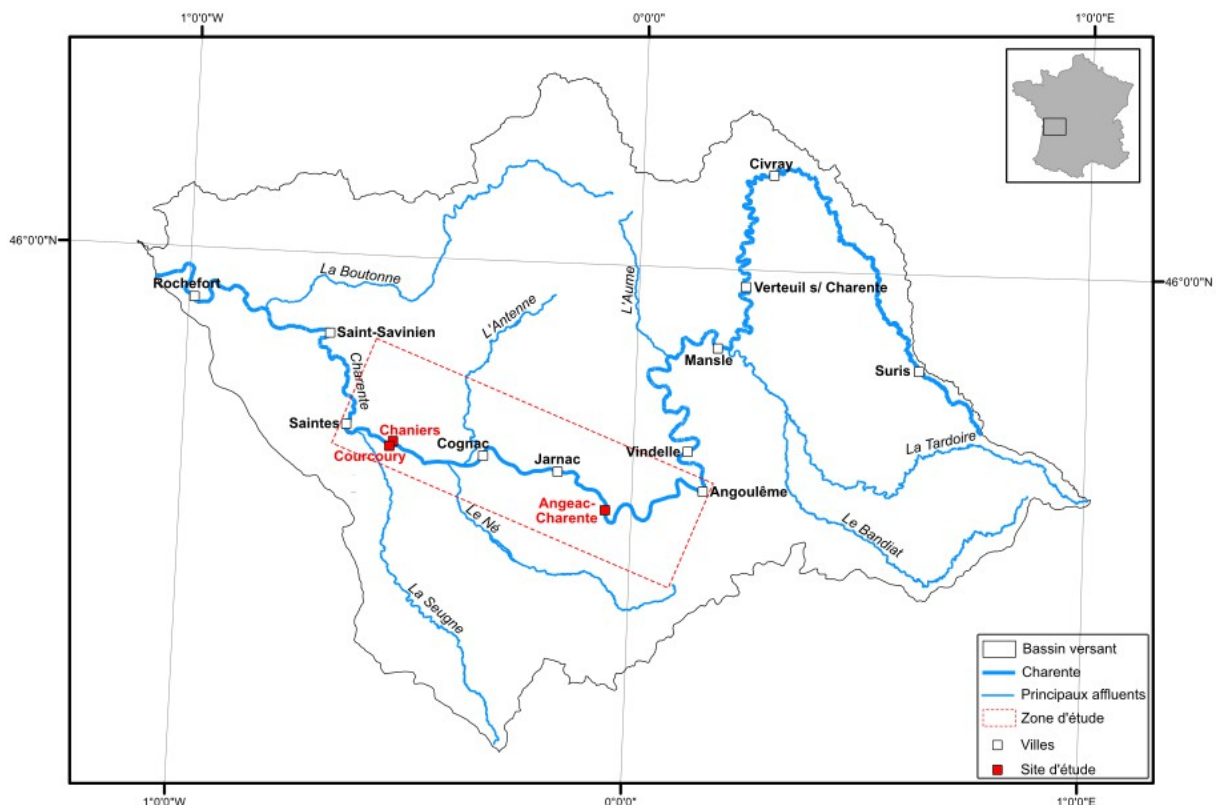 1°0'0"W
0°0'0"
1°0'0"E
Civray
46°0'0"N
La Boutonne
L'Aume
46°0'0"N
Rochefort
Verteuil s/ Charente
L'Antenne
Saint-Savinien
Mansle
Charente
Suris
Saintes
Chaniers
Courcoury
Cognac
Jarnac
Vindelle
La Tardoire
Angoulême
Angeac-
Charente
Le Né
Le Bandiat
La Seugne
Bassin versant
Charente
Principaux affluents
Zone d'étude
Villes
Site d'étude
1°0'0"W
0°0'0"
1°0'0"E